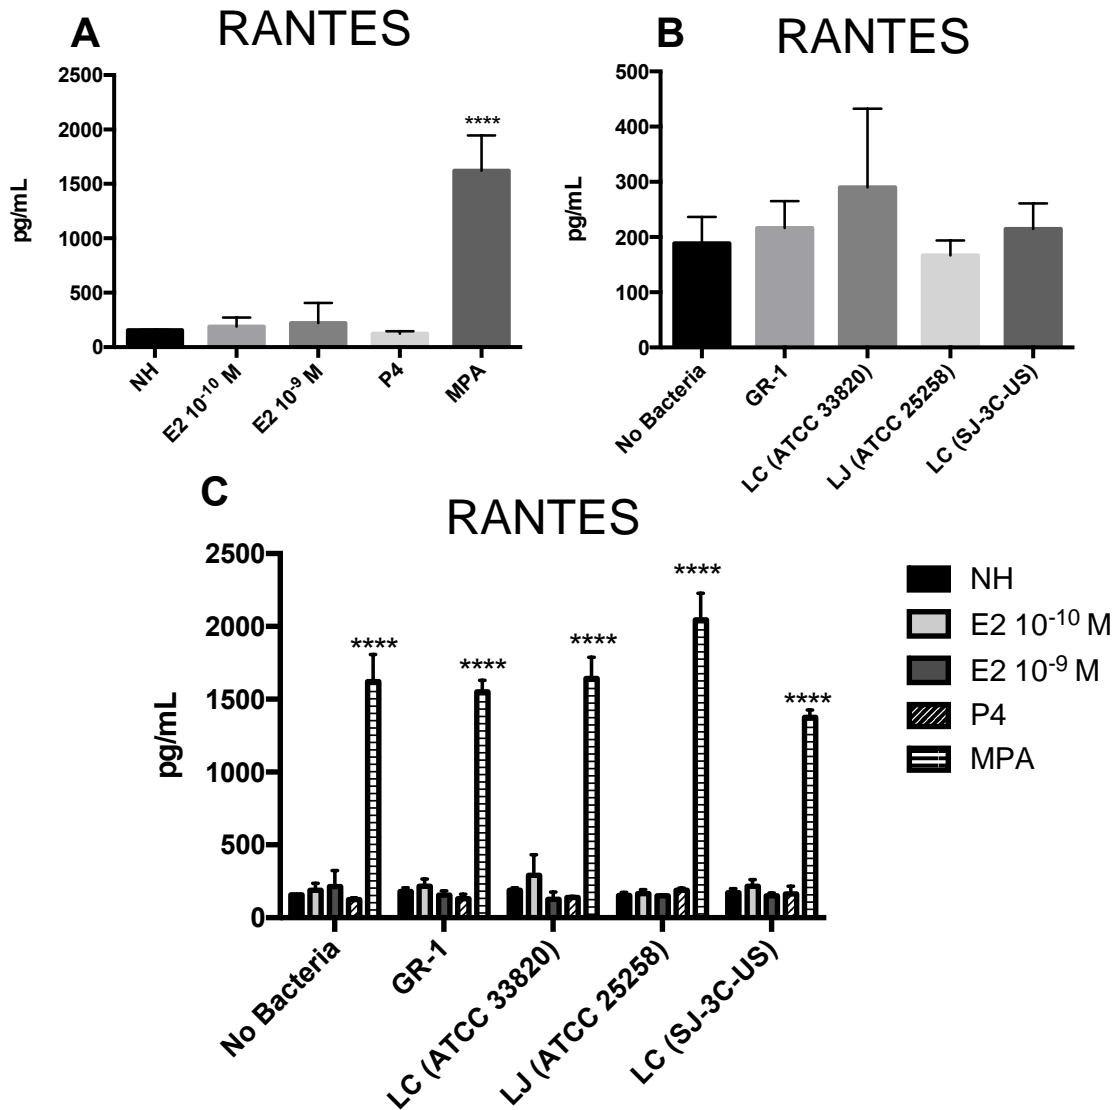 A
RANTES
2500
2000
1500
1000
500
0
pg/mL
****
NH
E2 10-10 M
E2 10-9 M
P4
MPA
B
RANTES
500
400
300
200
100
0
pg/mL
No Bacteria
GR-1
LC (ATCC 33820)
LJ (ATCC 25258)
LC (SJ-3C-US)
C
RANTES
2500
2000
1500
1000
500
0
pg/mL
****
****
****
****
****
No Bacteria
GR-1
LC (ATCC 33820)
LJ (ATCC 25258)
LC (SJ-3C-US)
NH
E2 10-10 M
E2 10-9 M
P4
MPA